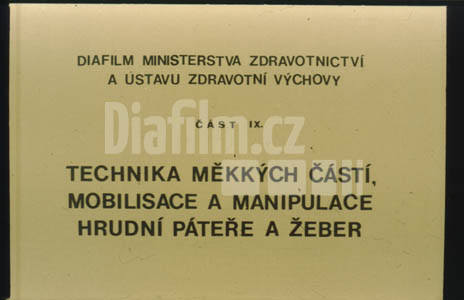 DIAFILM MINISTERSTVA ZDRAVOTNICTVÍ
A ÚSTAVU ZDRAVOTNÍ VÝCHOVY
Diafilm.cz
ČÁST IX.
TECHNIKA MĚKKÝCH ČÁSTÍ,
MOBILISACE A MANIPULACE
HRUDNÍ PÁTEŘE A ŽEBER